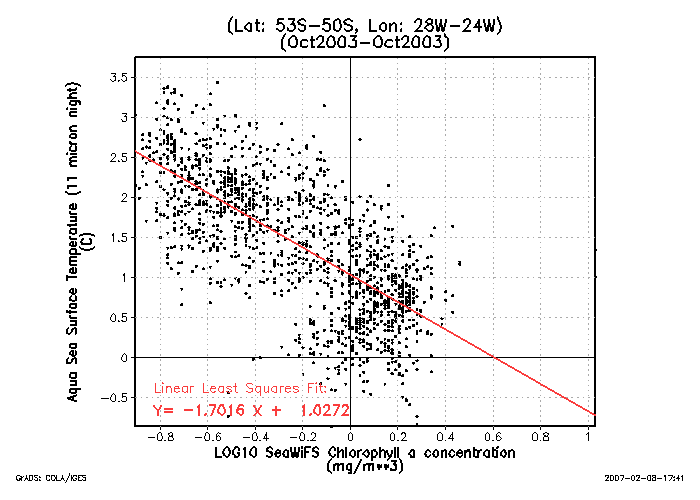 (Lat: 53S-50S, Lon: 28W-24W)
(Oct2003-Oct2003)
Aqua Sea Surface Temperature (11 micron night)
(C)
3.5
3
2.5
2
1.5
1
0.5
0
-0.5
Linear Least Squares Fit:
Y= -1.7016 X + 1.0272
-0.8 -0.6 -0.4 -0.2 0 0.2 0.4 0.6 0.8 1
LOG10 SeaWiFS Chlorophyll a concentration
(mg/m**3)
GrADS: COLA/IGES
2007-02-08-17:41